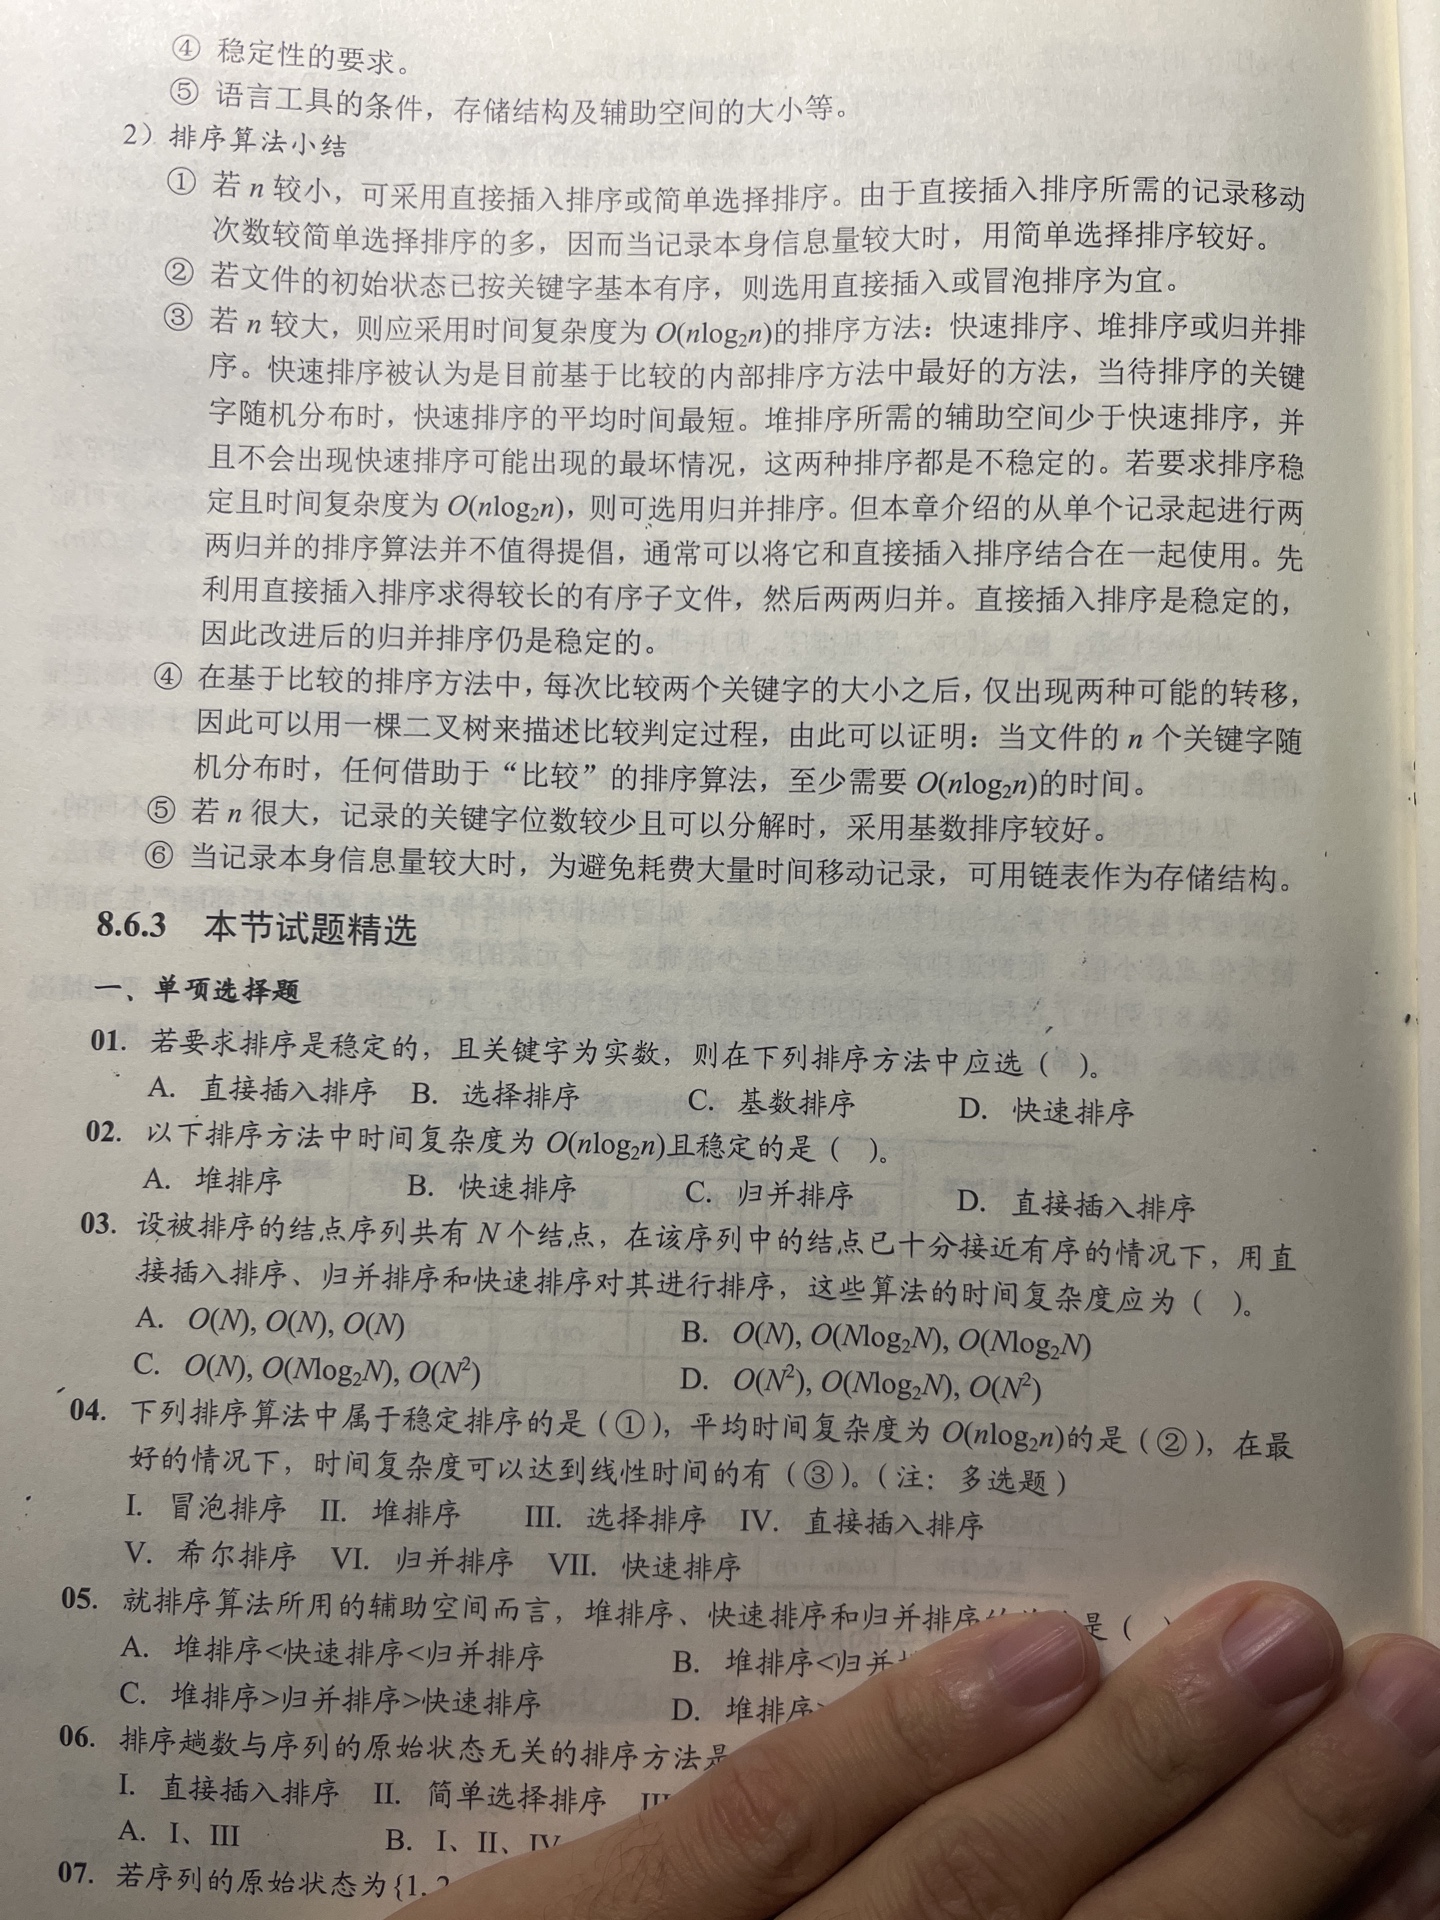 ④ 稳定性的要求。
⑤ 语言工具的条件，存储结构及辅助空间的大小等。
2）排序算法小结
① 若 n 较小，可采用直接插入排序或简单选择排序。由于直接插入排序所需的记录移动
次数较简单选择排序的多，因而当记录本身信息量较大时，用简单选择排序较好。
② 若文件的初始状态已按关键字基本有序，则选用直接插入或冒泡排序为宜。
③ 若 n 较大，则应采用时间复杂度为 O(nlog₂n)的排序方法：快速排序、堆排序或归并排
序。快速排序被认为是目前基于比较的内部排序方法中最好的方法，当待排序的关键
字随机分布时，快速排序的平均时间最短。堆排序所需的辅助空间少于快速排序，并
且不会出现快速排序可能出现的最坏情况，这两种排序都是不稳定的。若要求排序稳
定且时间复杂度为 O(nlog₂n)，则可选用归并排序。但本章介绍的从单个记录起进行两
两归并的排序算法并不值得提倡，通常可以将它和直接插入排序结合在一起使用。先
利用直接插入排序求得较长的有序子文件，然后两两归并。直接插入排序是稳定的，
因此改进后的归并排序仍是稳定的。
④ 在基于比较的排序方法中，每次比较两个关键字的大小之后，仅出现两种可能的转移，
因此可以用一棵二叉树来描述比较判定过程，由此可以证明：当文件的 n 个关键字随
机分布时，任何借助于“比较”的排序算法，至少需要 O(nlog₂n)的时间。
⑤ 若 n 很大，记录的关键字位数较少且可以分解时，采用基数排序较好。
⑥ 当记录本身信息量较大时，为避免耗费大量时间移动记录，可用链表作为存储结构。
8.6.3 本节试题精选
一、单项选择题
01. 若要求排序是稳定的，且关键字为实数，则在下列排序方法中应选（ ）。
A. 直接插入排序 B. 选择排序 C. 基数排序 D. 快速排序
02. 以下排序方法中时间复杂度为 O(nlog₂n)且稳定的是（ ）。
A. 堆排序 B. 快速排序 C. 归并排序 D. 直接插入排序
03. 设被排序的结点序列共有 N 个结点，在该序列中的结点已十分接近有序的情况下，用直
接插入排序、归并排序和快速排序对其进行排序，这些算法的时间复杂度应为（ ）。
A. O(N), O(N), O(N) B. O(N), O(Nlog₂N), O(Nlog₂N)
C. O(N), O(Nlog₂N), O(N²) D. O(N²), O(Nlog₂N), O(N²)
04. 下列排序算法中属于稳定排序的是（①），平均时间复杂度为 O(nlog₂n)的是（②），在最
好的情况下，时间复杂度可以达到线性时间的有（③）。（注：多选题）
I. 冒泡排序 II. 堆排序 III. 选择排序 IV. 直接插入排序
V. 希尔排序 VI. 归并排序 VII. 快速排序
05. 就排序算法所用的辅助空间而言，堆排序、快速排序和归并排序的 是（ ）
A. 堆排序<快速排序<归并排序 B. 堆排序<归并
C. 堆排序>归并排序>快速排序 D. 堆排序>
06. 排序趟数与序列的原始状态无关的排序方法是
I. 直接插入排序 II. 简单选择排序 III
A. I、III B. I、II、IV
07. 若序列的原始状态为{1, 2